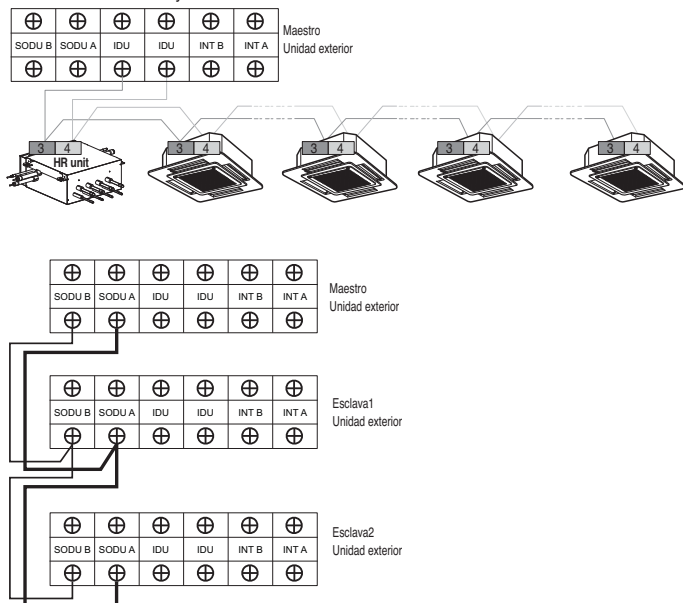 Maestro
Unidad exterior
SODU B SODU A IDU IDU INT B INT A
3 4 3 4 3 4 3 4 3 4
HR unit
SODU B SODU A IDU IDU INT B INT A
Maestro
Unidad exterior
SODU B SODU A IDU IDU INT B INT A
Esclava1
Unidad exterior
SODU B SODU A IDU IDU INT B INT A
Esclava2
Unidad exterior